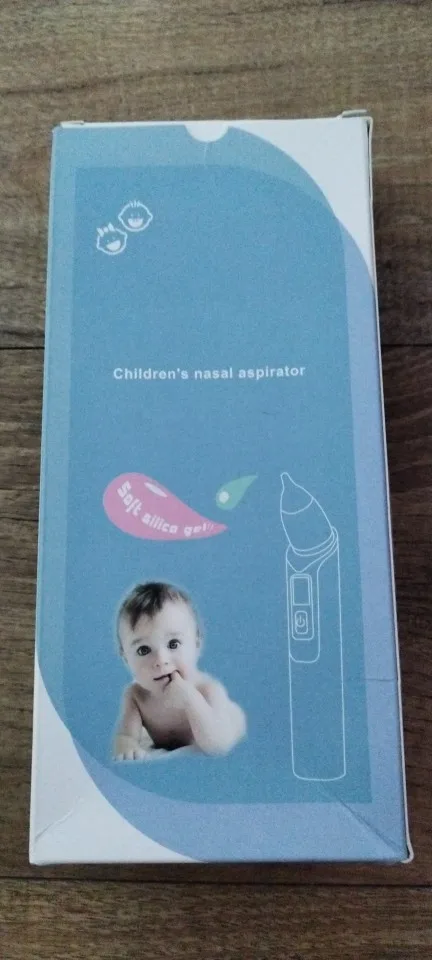 Children's nasal aspirator
Soft silica gel